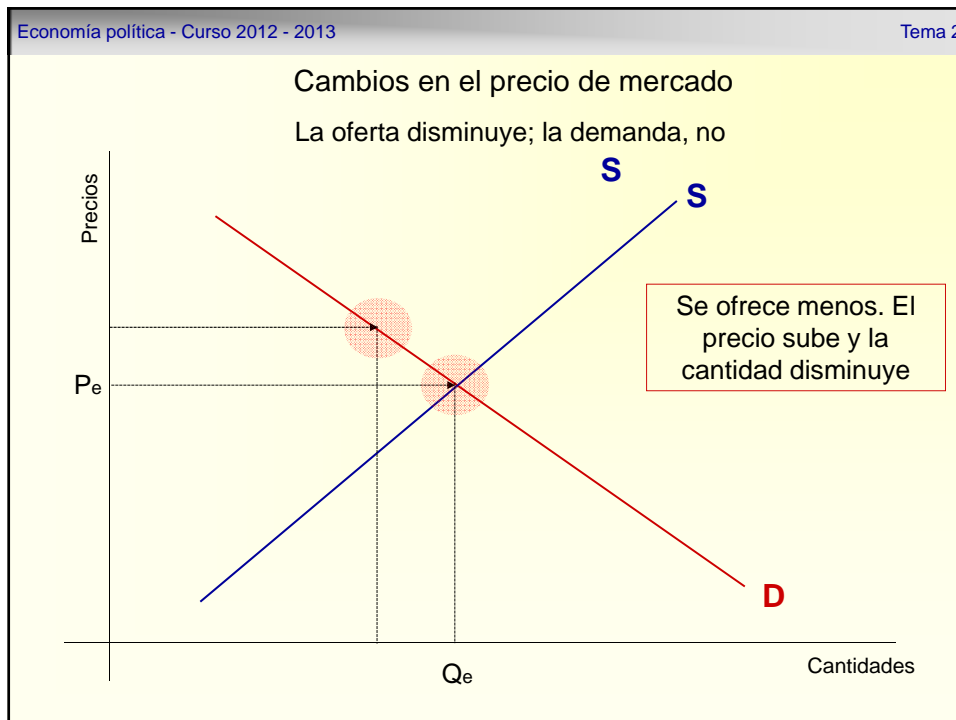 Economía política - Curso 2012 - 2013
Tema 2
Cambios en el precio de mercado
La oferta disminuye; la demanda, no
S
S
Precios
Se ofrece menos. El
precio sube y la
cantidad disminuye
Pe
D
Qe
Cantidades